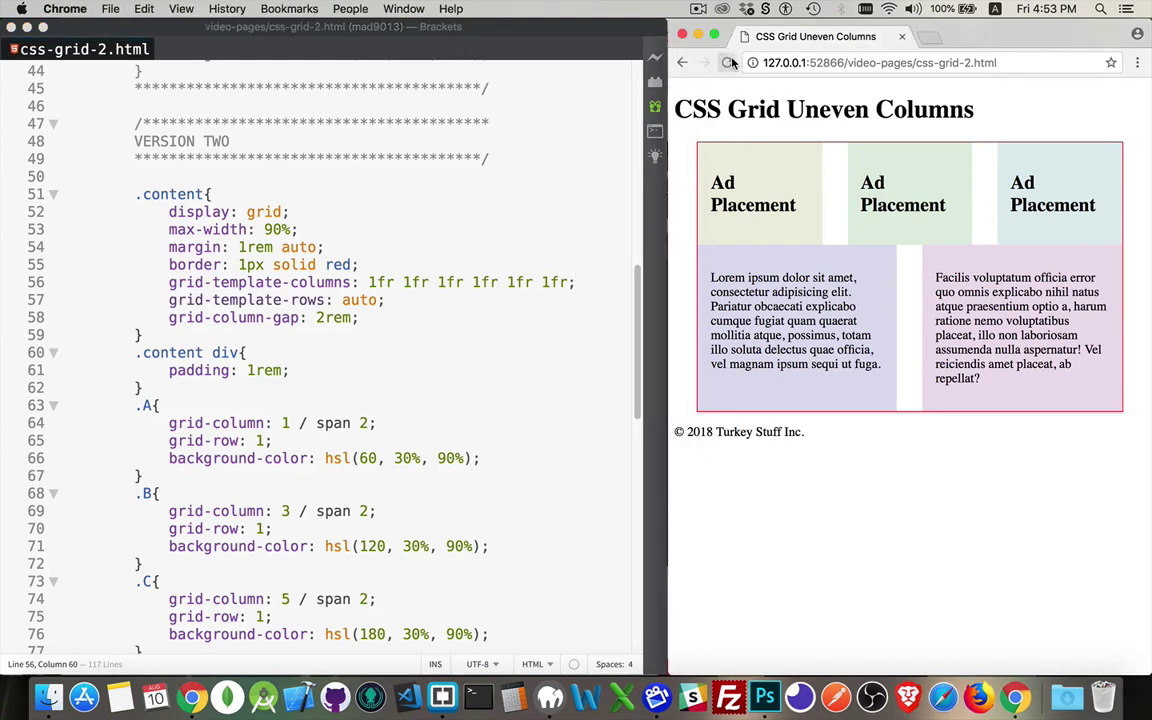 Chrome File Edit View History Bookmarks People Window Help 100% A Fri 4:53 PM
video-pages/css-grid-2.html (mad9013) — Brackets
css-grid-2.html
44 }
45 ****************************************/
46
47 /****************************************
48 VERSION TWO
49 ****************************************/
50
51 .content{
52 display: grid;
53 max-width: 90%;
54 margin: 1rem auto;
55 border: 1px solid red;
56 grid-template-columns: 1fr 1fr 1fr 1fr 1fr 1fr;
57 grid-template-rows: auto;
58 grid-column-gap: 2rem;
59 }
60 .content div{
61 padding: 1rem;
62 }
63 .A{
64 grid-column: 1 / span 2;
65 grid-row: 1;
66 background-color: hsl(60, 30%, 90%);
67 }
68 .B{
69 grid-column: 3 / span 2;
70 grid-row: 1;
71 background-color: hsl(120, 30%, 90%);
72 }
73 .C{
74 grid-column: 5 / span 2;
75 grid-row: 1;
76 background-color: hsl(180, 30%, 90%);
77 }
Line 56, Column 60 — 117 Lines INS UTF-8 HTML Spaces: 4
CSS Grid Uneven Columns
127.0.0.1:52866/video-pages/css-grid-2.html
CSS Grid Uneven Columns
Ad
Placement
Ad
Placement
Ad
Placement
Lorem ipsum dolor sit amet,
consectetur adipisicing elit.
Pariatur obcaecati explicabo
cumque fugiat quam quaerat
mollitia atque, possimus, totam
illo soluta delectus quae officia,
vel magnam ipsum sequi ut fuga.
Facilis voluptatum officia error
quo omnis explicabo nihil natus
atque praesentium optio a, harum
ratione nemo voluptatibus
placeat, illo non laboriosam
assumenda nulla aspernatur! Vel
reiciendis amet placeat, ab
repellat?
© 2018 Turkey Stuff Inc.
AUG
10